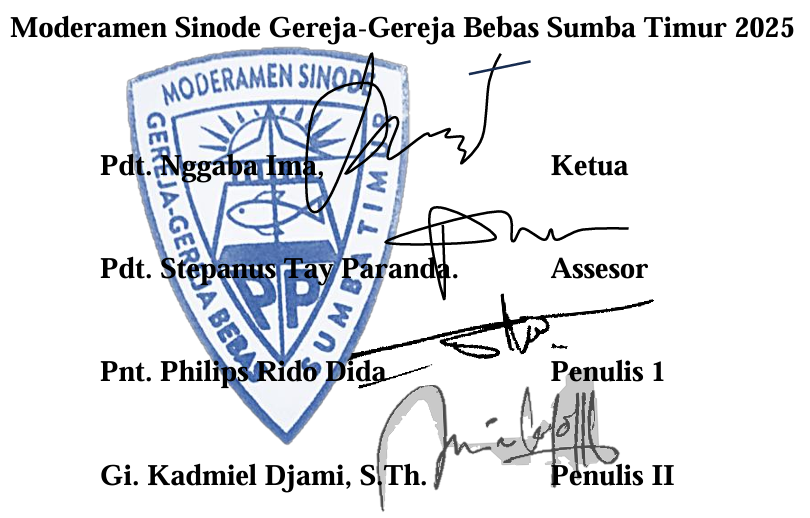 Moderamen Sinode Gereja-Gereja Bebas Sumba Timur 2025
MODERAMEN SINODE
GEREJA-GEREJA BEBAS
SUMBA TIMUR
PP
Pdt. Nggaba Ima, Ketua
Pdt. Stepanus Tay Paranda. Assesor
Pnt. Philips Rido Dida Penulis 1
Gi. Kadmiel Djami, S.Th. Penulis II